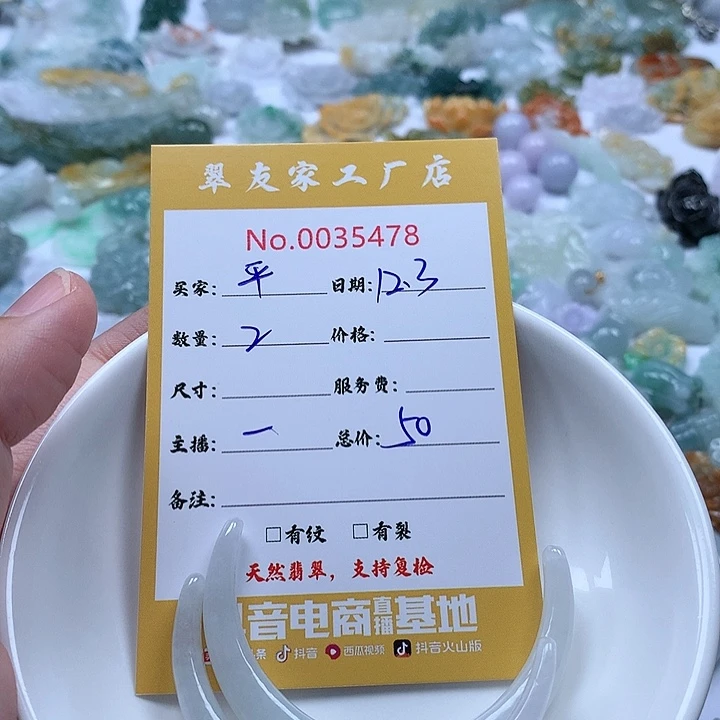 翠友家工厂店
No.0035478
买家: 平 日期: 12.3
数量: 2 价格:
尺寸: 服务费:
主播: 一 总价: 50
备注:
□有纹 □有裂
天然翡翠，支持复检
音电商直播基地
条 抖音 西瓜视频 抖音火山版